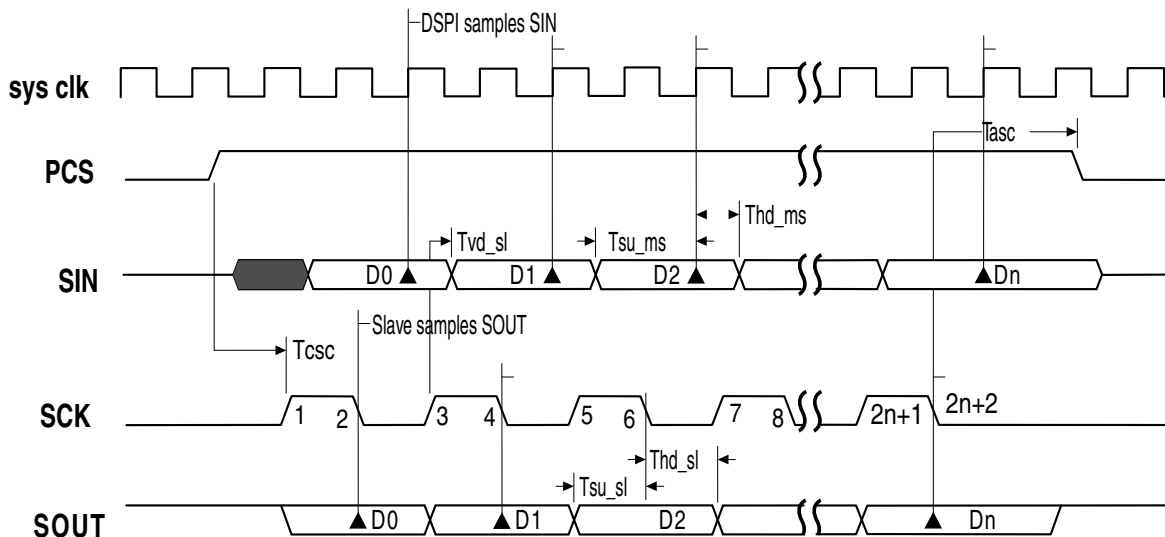 DSPI samples SIN
sys clk
Tasc
PCS
Thd_ms
Tvd_sl
Tsu_ms
SIN
D0
D1
D2
Dn
Slave samples SOUT
Tcsc
SCK
1
2
3
4
5
6
7
8
2n+1
2n+2
Thd_sl
Tsu_sl
SOUT
D0
D1
D2
Dn